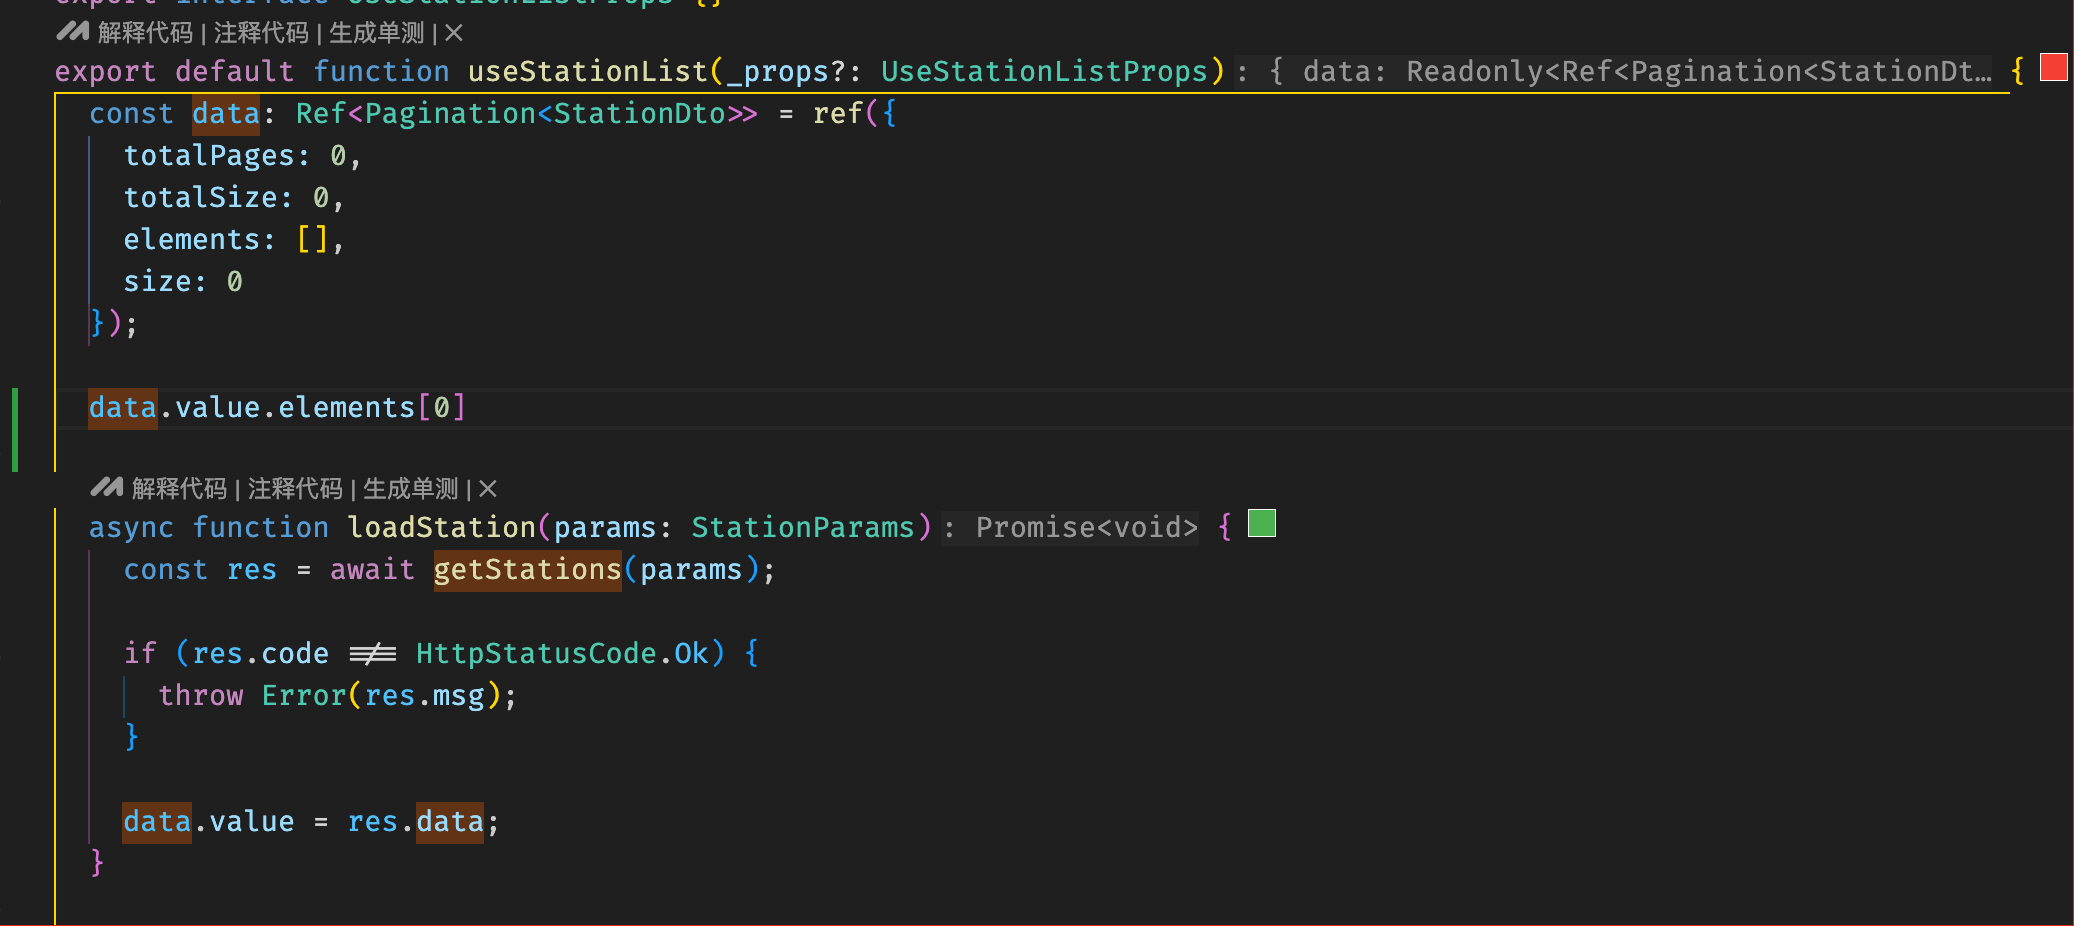 export interface UseStationListProps {}
解释代码 | 注释代码 | 生成单测 | ×
export default function useStationList(_props?: UseStationListProps): { data: Readonly<Ref<Pagination<StationDt… {
const data: Ref<Pagination<StationDto>> = ref({
totalPages: 0,
totalSize: 0,
elements: [],
size: 0
});
data.value.elements[0]
解释代码 | 注释代码 | 生成单测 | ×
async function loadStation(params: StationParams): Promise<void> {
const res = await getStations(params);
if (res.code !== HttpStatusCode.Ok) {
throw Error(res.msg);
}
data.value = res.data;
}